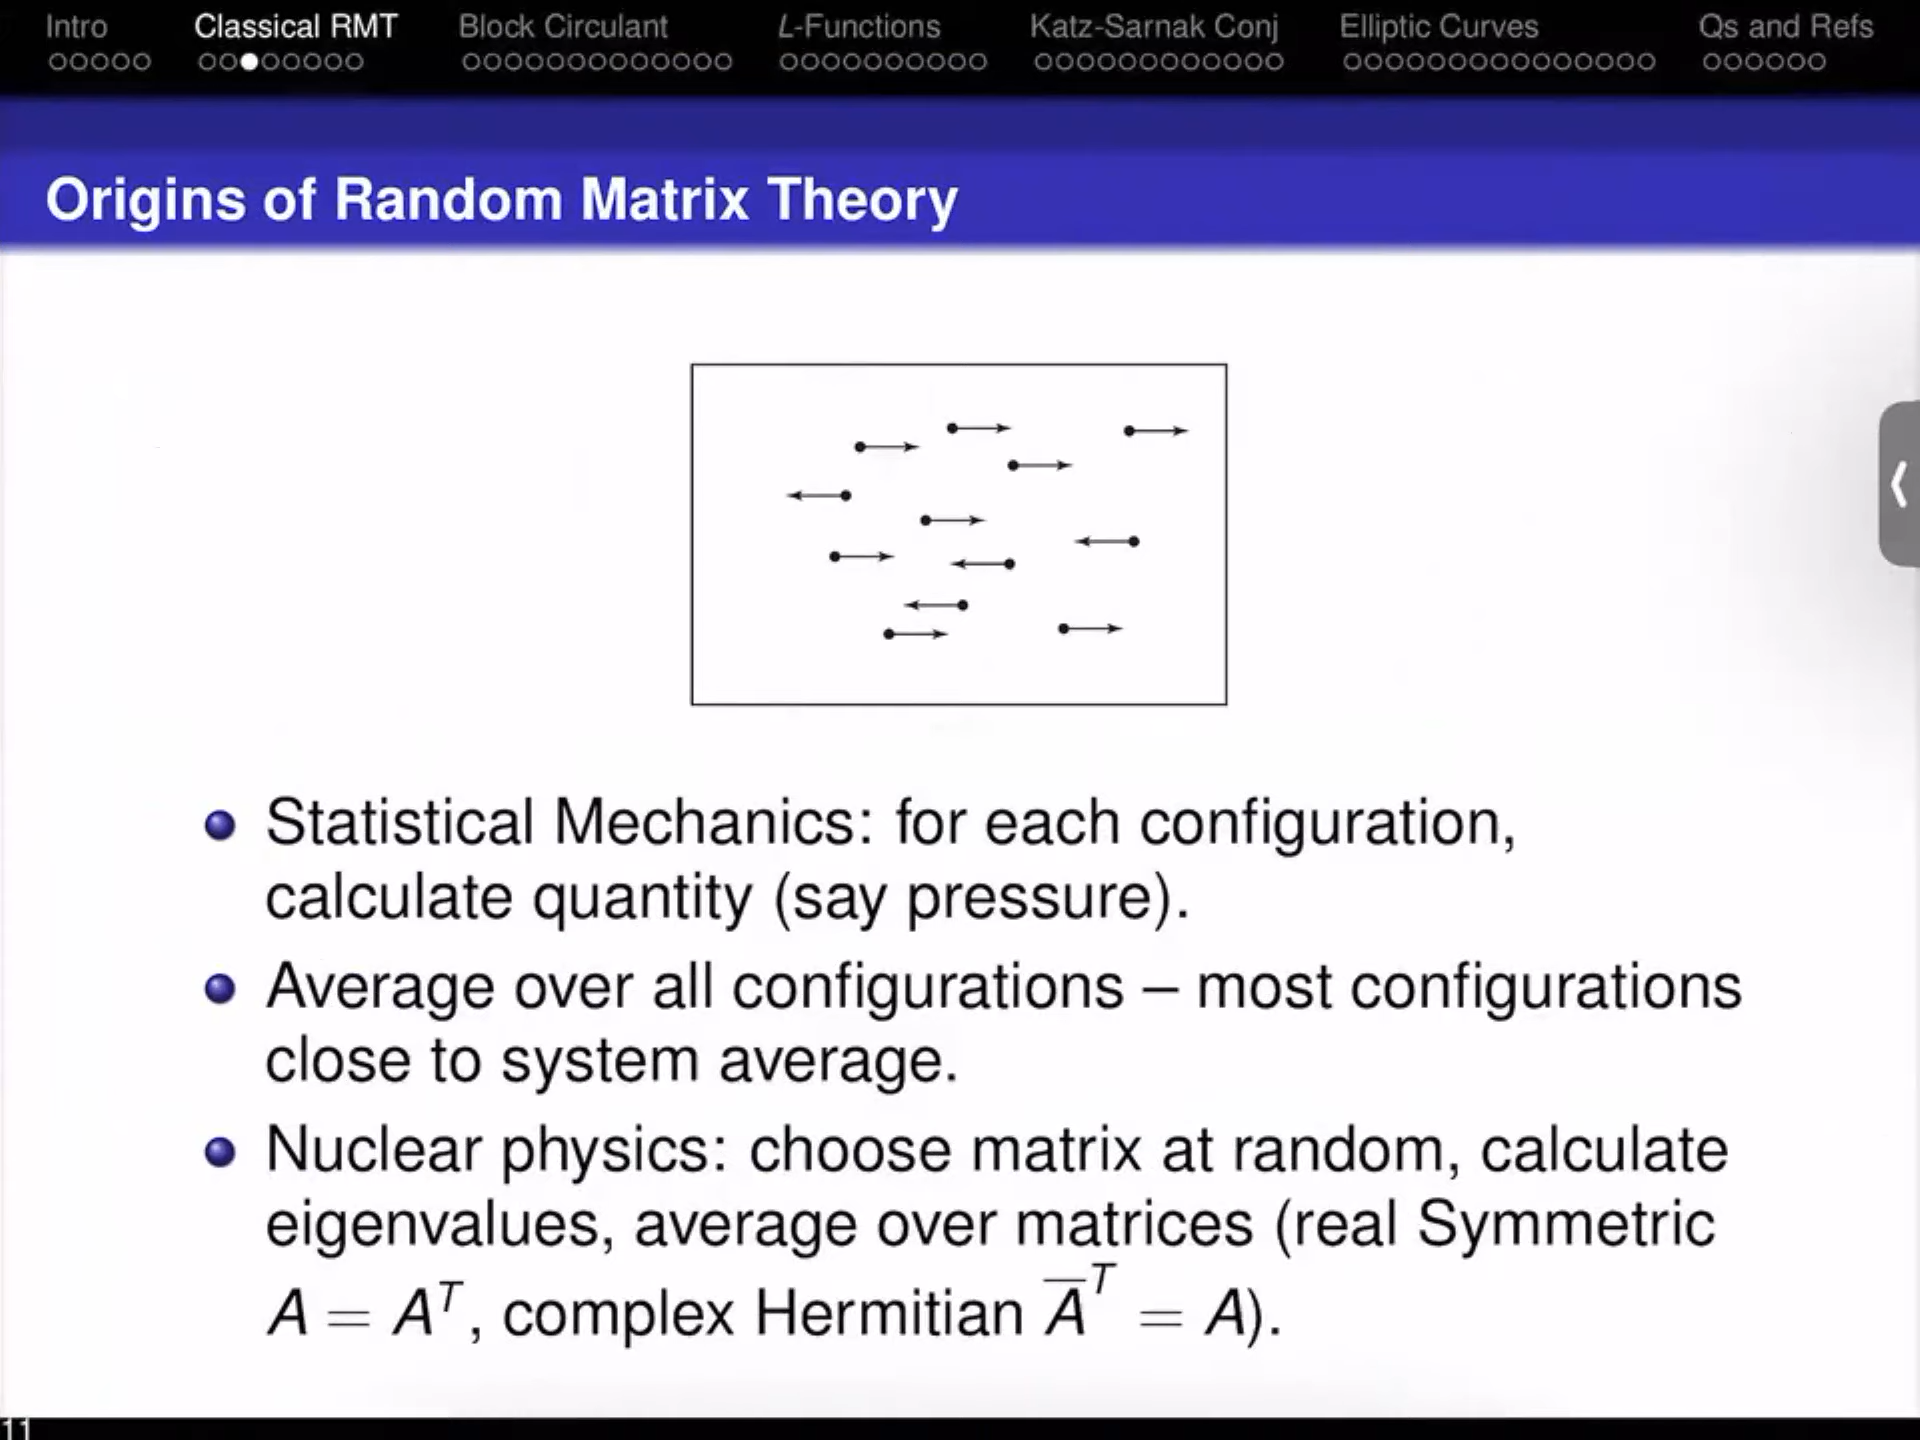 Intro Classical RMT Block Circulant L-Functions Katz-Sarnak Conj Elliptic Curves Qs and Refs
Origins of Random Matrix Theory
Statistical Mechanics: for each configuration,
calculate quantity (say pressure).
Average over all configurations – most configurations
close to system average.
Nuclear physics: choose matrix at random, calculate
eigenvalues, average over matrices (real Symmetric
A = Aᵀ, complex Hermitian A̅ᵀ = A).
11